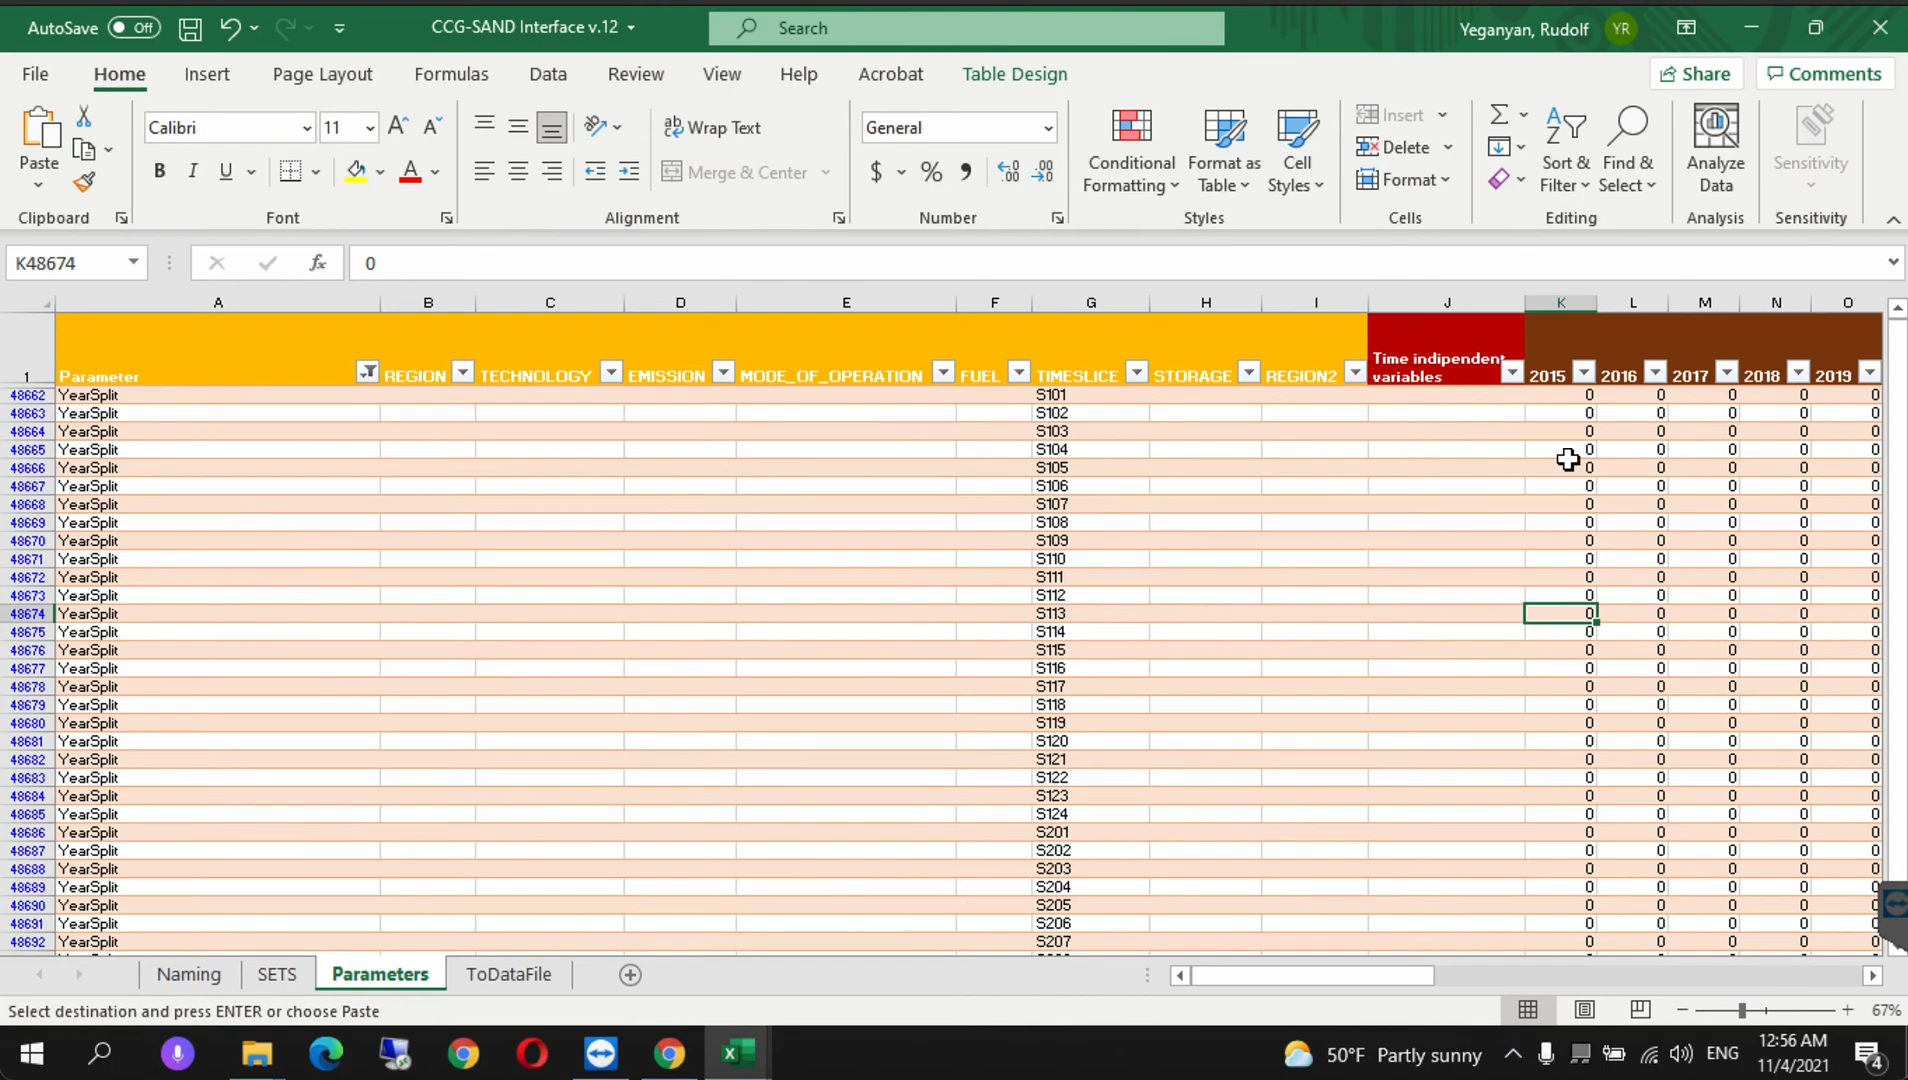 AutoSave Off CCG-SAND Interface v.12 Search Yeganyan, Rudolf YR
File Home Insert Page Layout Formulas Data Review View Help Acrobat Table Design Share Comments
Calibri 11 Wrap Text General Insert
Paste Delete Conditional Formatting Format as Table Cell Styles Sort & Filter Find & Select Analyze Data Sensitivity
B I U Merge & Center $ % Format
Clipboard Font Alignment Number Styles Cells Editing Analysis Sensitivity
K48674 fx 0
A B C D E F G H I J K L M N O
1 Parameter REGION TECHNOLOGY EMISSION MODE_OF_OPERATION FUEL TIMESLICE STORAGE REGION2 Time indipendent variables 2015 2016 2017 2018 2019
48662 YearSplit S101 0 0 0 0 0
48663 YearSplit S102 0 0 0 0 0
48664 YearSplit S103 0 0 0 0 0
48665 YearSplit S104 0 0 0 0 0
48666 YearSplit S105 0 0 0 0 0
48667 YearSplit S106 0 0 0 0 0
48668 YearSplit S107 0 0 0 0 0
48669 YearSplit S108 0 0 0 0 0
48670 YearSplit S109 0 0 0 0 0
48671 YearSplit S110 0 0 0 0 0
48672 YearSplit S111 0 0 0 0 0
48673 YearSplit S112 0 0 0 0 0
48674 YearSplit S113 0 0 0 0 0
48675 YearSplit S114 0 0 0 0 0
48676 YearSplit S115 0 0 0 0 0
48677 YearSplit S116 0 0 0 0 0
48678 YearSplit S117 0 0 0 0 0
48679 YearSplit S118 0 0 0 0 0
48680 YearSplit S119 0 0 0 0 0
48681 YearSplit S120 0 0 0 0 0
48682 YearSplit S121 0 0 0 0 0
48683 YearSplit S122 0 0 0 0 0
48684 YearSplit S123 0 0 0 0 0
48685 YearSplit S124 0 0 0 0 0
48686 YearSplit S201 0 0 0 0 0
48687 YearSplit S202 0 0 0 0 0
48688 YearSplit S203 0 0 0 0 0
48689 YearSplit S204 0 0 0 0 0
48690 YearSplit S205 0 0 0 0 0
48691 YearSplit S206 0 0 0 0 0
48692 YearSplit S207 0 0 0 0 0
Naming SETS Parameters ToDataFile
Select destination and press ENTER or choose Paste 67%
50°F Partly sunny ENG 12:56 AM
11/4/2021 4